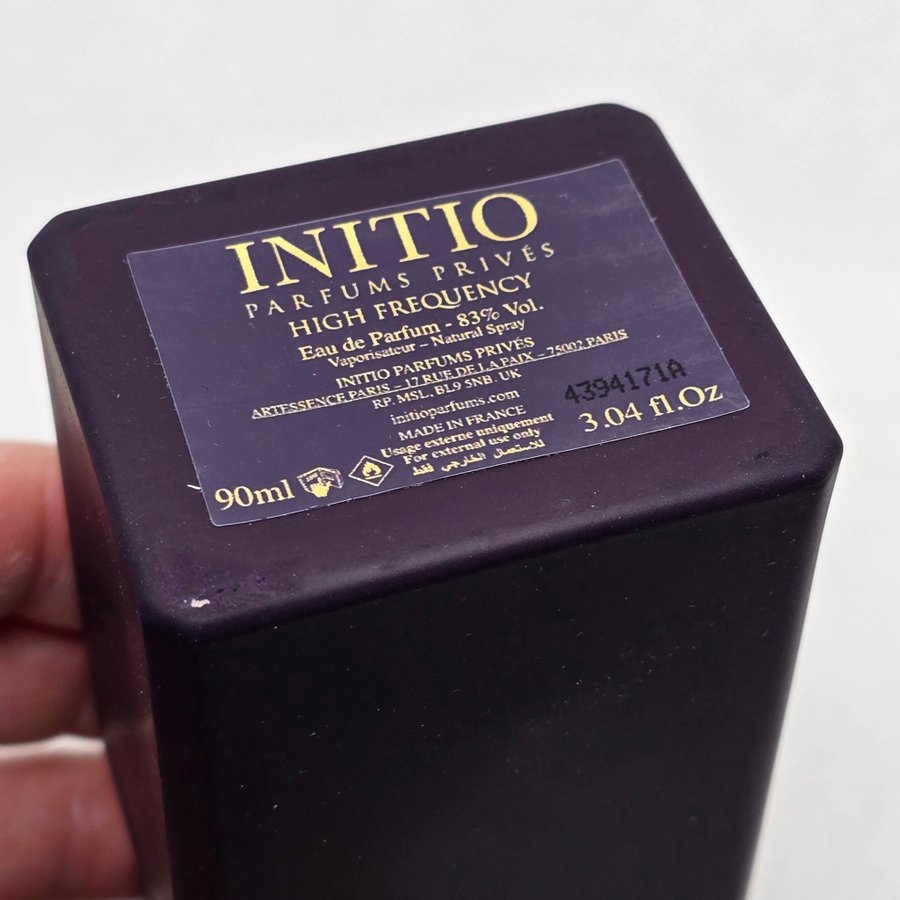 INITIO
PARFUMS PRIVÉS
HIGH FREQUENCY
Eau de Parfum - 83% Vol.
Vaporisateur – Natural Spray
INITIO PARFUMS PRIVÉS
ARTESSENCE PARIS – 17 RUE DE LA PAIX – 75002 PARIS
RP. MSL, BL9 5NB. UK
initioparfums.com
4394171A
MADE IN FRANCE
Usage externe uniquement
For external use only
للاستعمال الخارجي فقط
90ml
3.04 fl.Oz